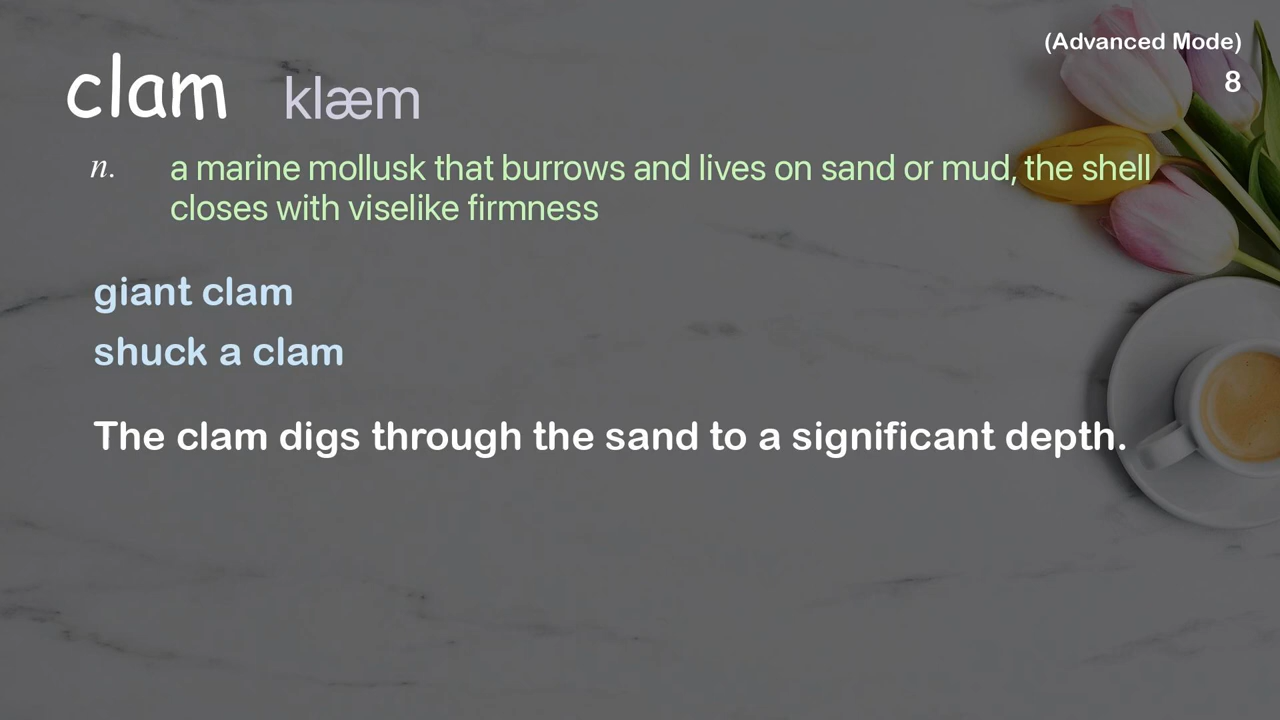 (Advanced Mode)
8
clam klæm
n. a marine mollusk that burrows and lives on sand or mud, the shell
closes with viselike firmness
giant clam
shuck a clam
The clam digs through the sand to a significant depth.